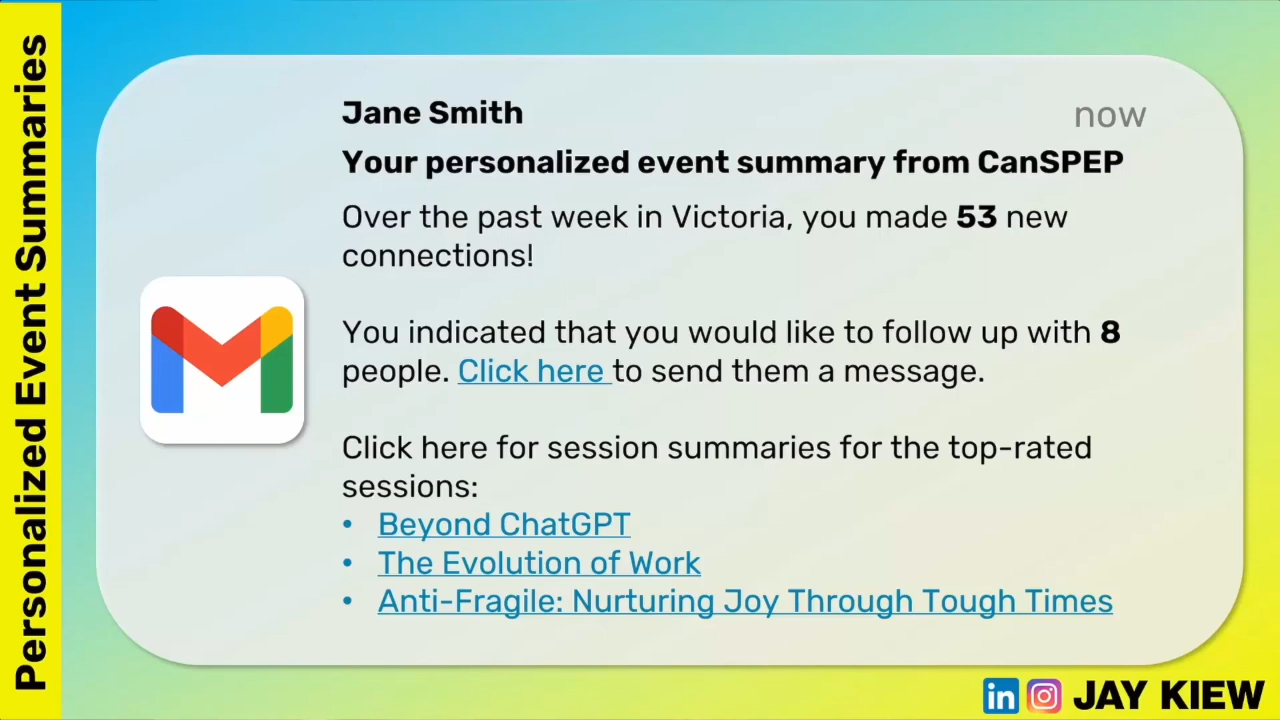 Personalized Event Summaries
Jane Smith
now
Your personalized event summary from CanSPEP
Over the past week in Victoria, you made 53 new
connections!
You indicated that you would like to follow up with 8
people. Click here to send them a message.
Click here for session summaries for the top-rated
sessions:
• Beyond ChatGPT
• The Evolution of Work
• Anti-Fragile: Nurturing Joy Through Tough Times
in JAY KIEW